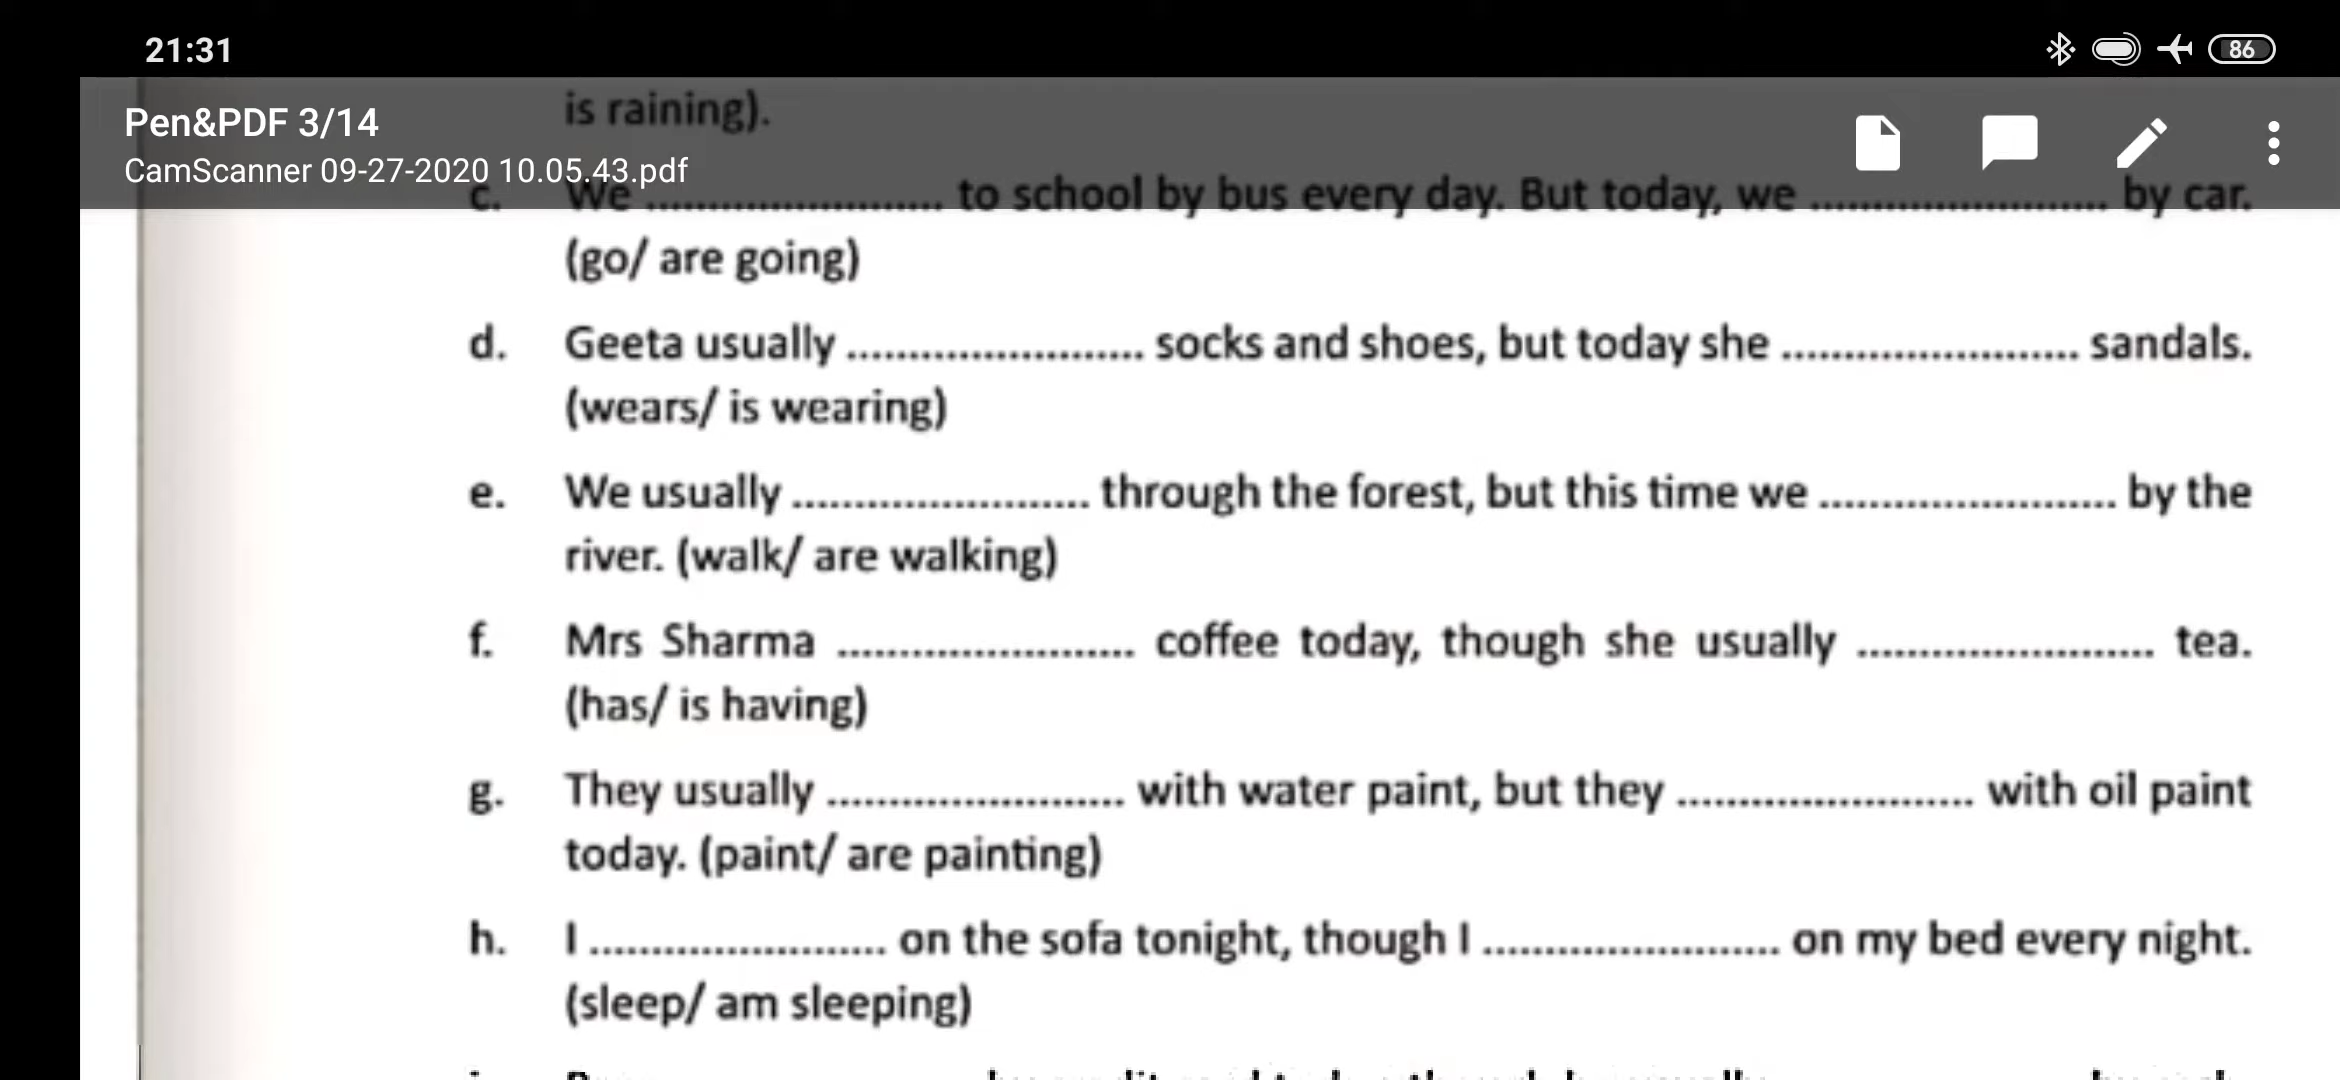 21:31
86
is raining).
Pen&PDF 3/14
CamScanner 09-27-2020 10.05.43.pdf
c. We ........................ to school by bus every day. But today, we ........................ by car.
(go/ are going)
d. Geeta usually ........................ socks and shoes, but today she ........................ sandals.
(wears/ is wearing)
e. We usually ........................ through the forest, but this time we ........................ by the
river. (walk/ are walking)
f. Mrs Sharma ........................ coffee today, though she usually ........................ tea.
(has/ is having)
g. They usually ........................ with water paint, but they ........................ with oil paint
today. (paint/ are painting)
h. I ........................ on the sofa tonight, though I ........................ on my bed every night.
(sleep/ am sleeping)